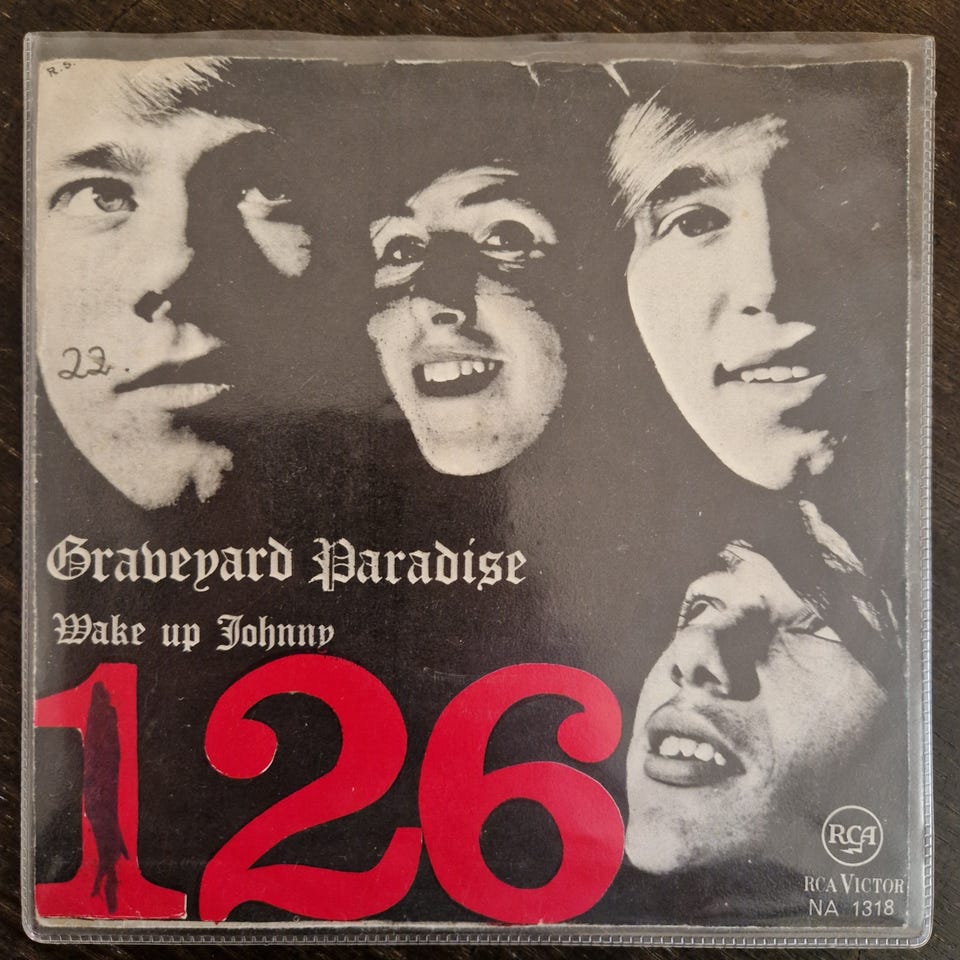 R.S.
22.
Graveyard Paradise
Wake up Johnny
126
RCA
RCA VICTOR
NA 1318